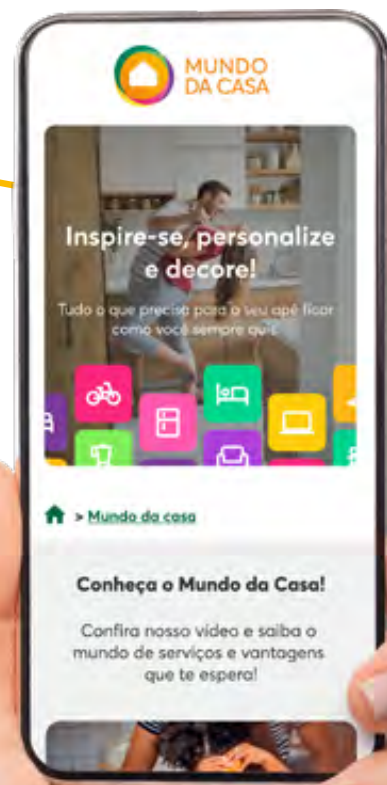 MUNDO
DA CASA
Inspire-se, personalize
e decore!
Tudo o que precisa para o seu apê ficar
como você sempre quis
> Mundo da casa
Conheça o Mundo da Casa!
Confira nosso vídeo e saiba o
mundo de serviços e vantagens
que te espera!